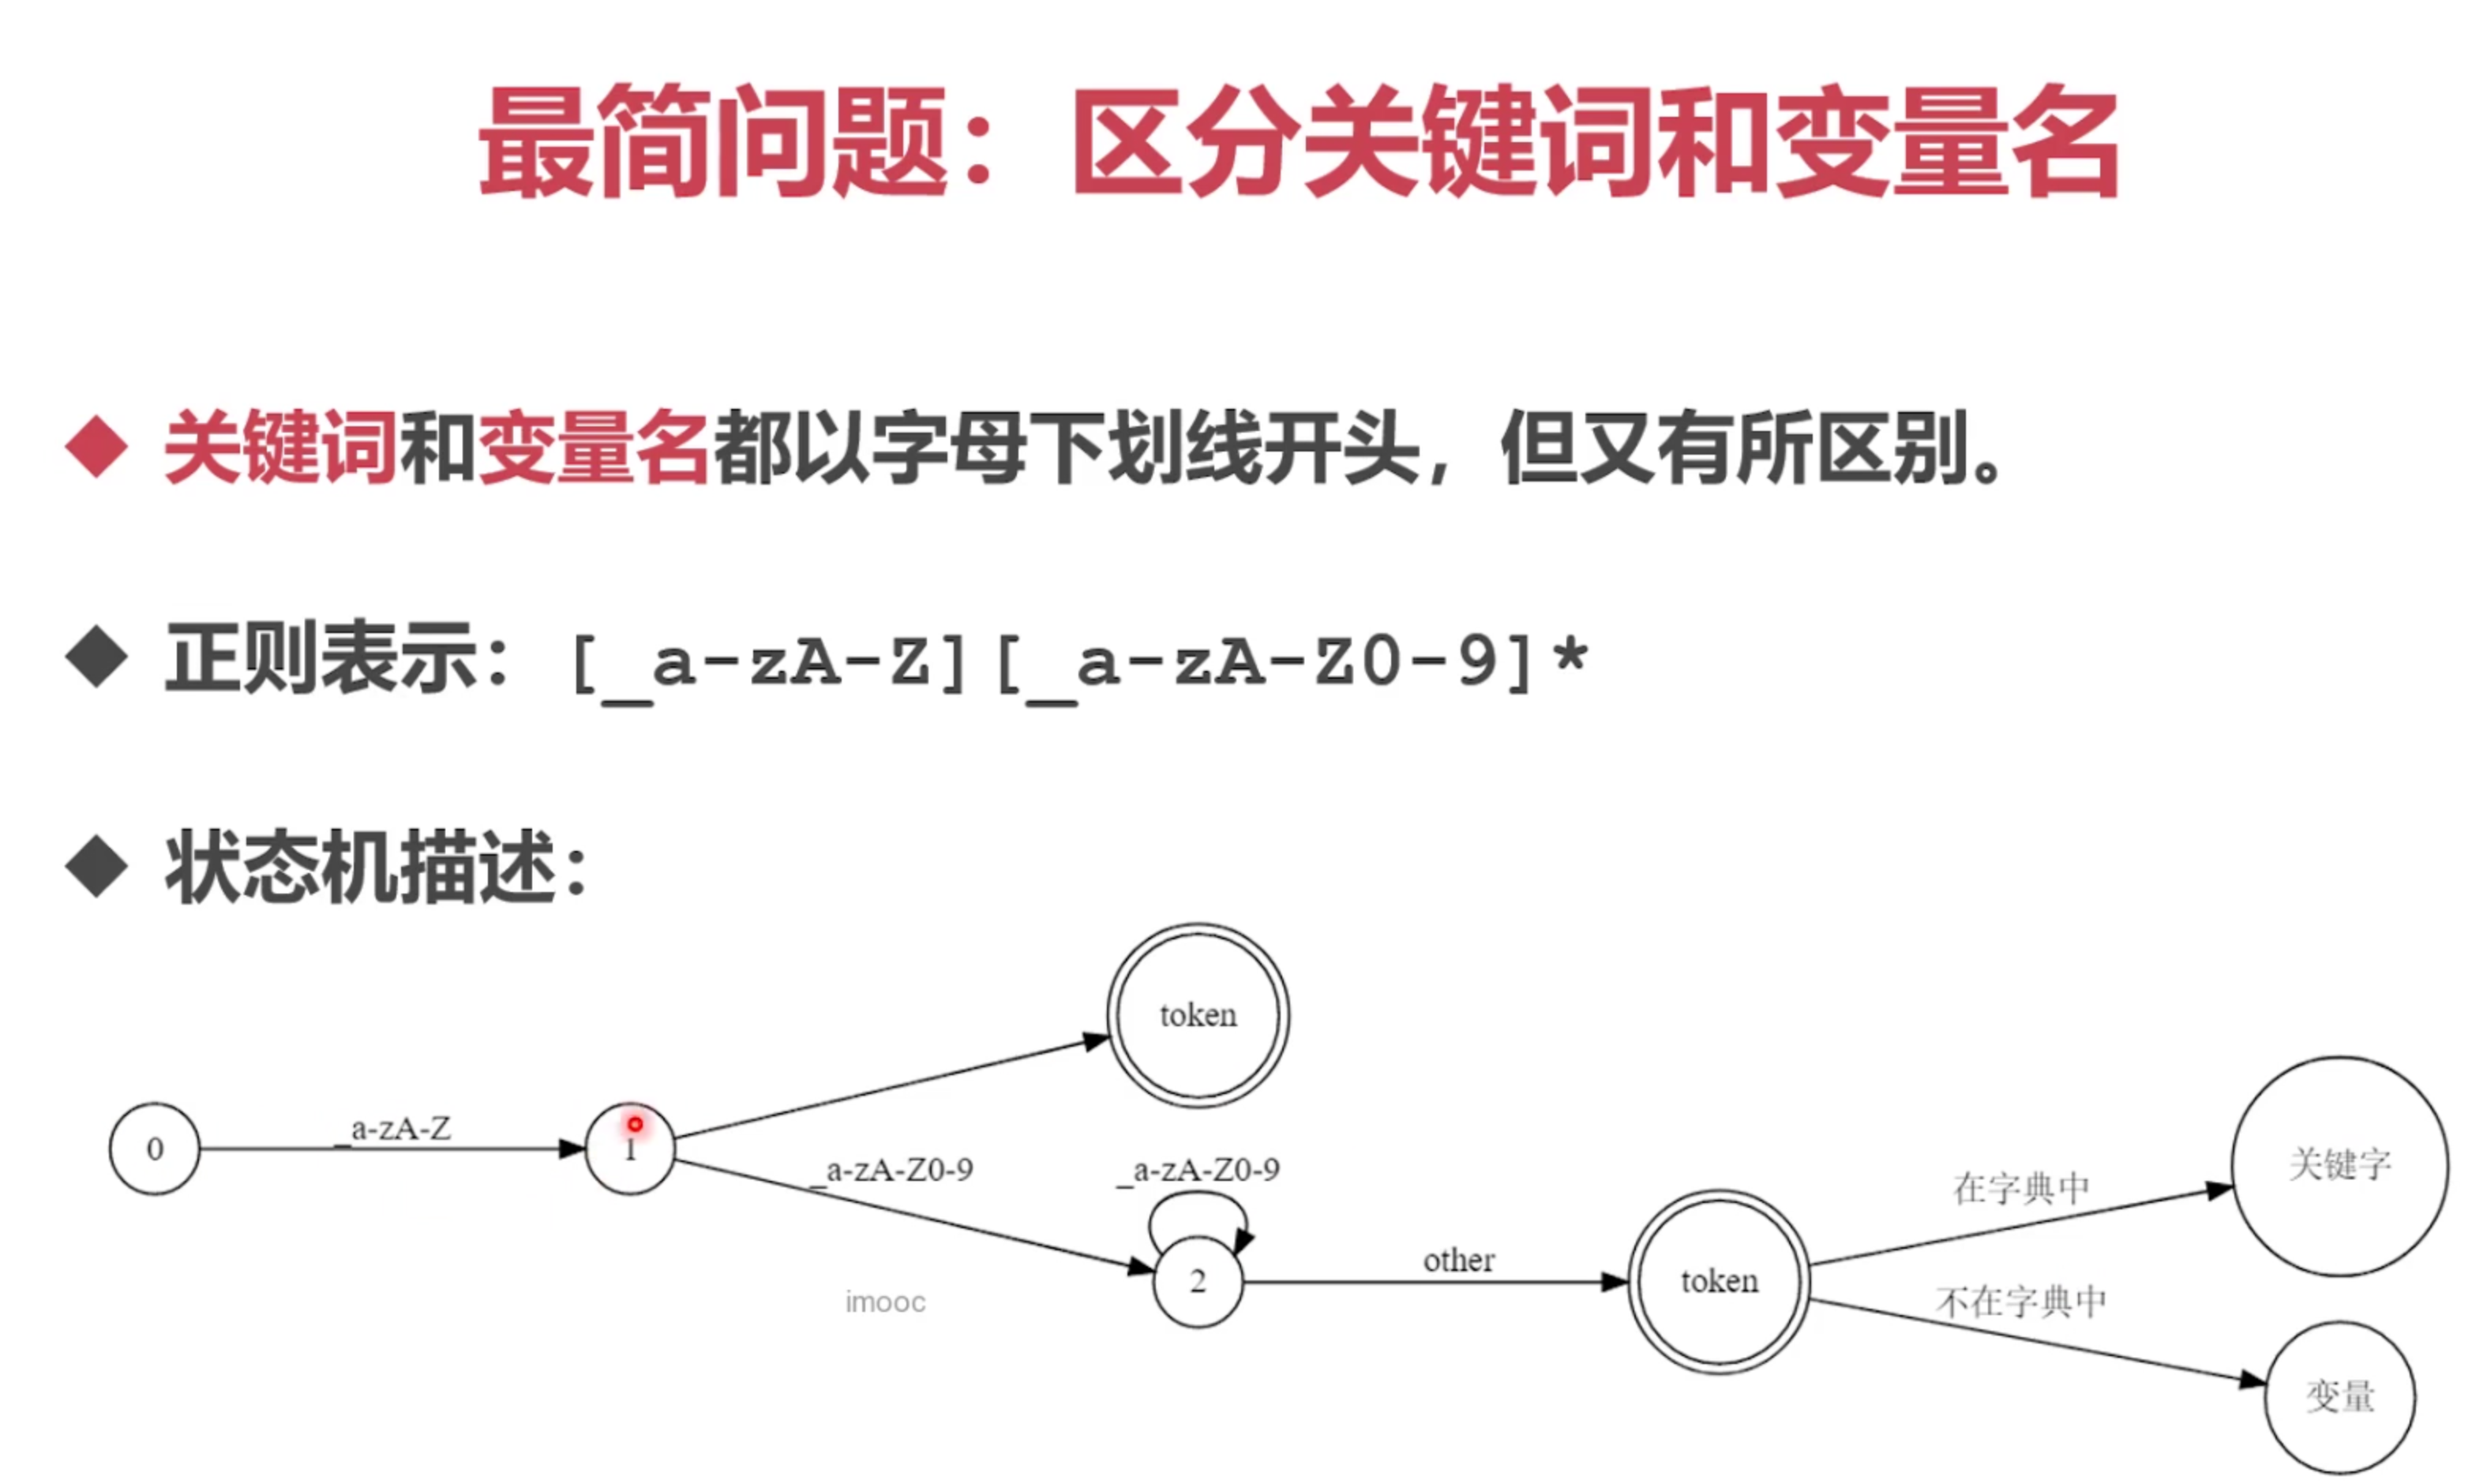 最简问题：区分关键词和变量名
关键词和变量名都以字母下划线开头，但又有所区别。
正则表示：[_a-zA-Z][_a-zA-Z0-9]*
状态机描述：
token
0
_a-zA-Z
1
_a-zA-Z0-9
_a-zA-Z0-9
2
other
token
在字典中
关键字
不在字典中
变量
imooc